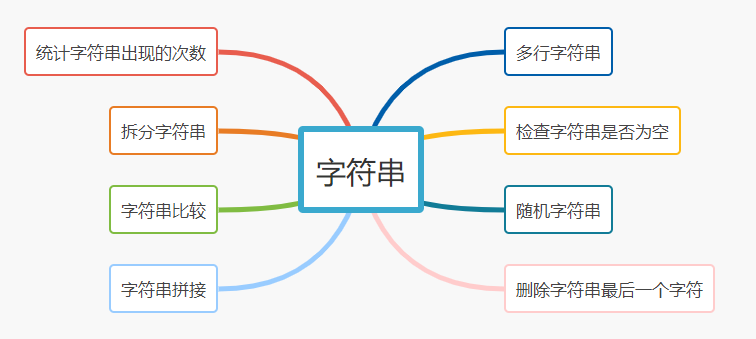 字符串
多行字符串
检查字符串是否为空
随机字符串
删除字符串最后一个字符
统计字符串出现的次数
拆分字符串
字符串比较
字符串拼接